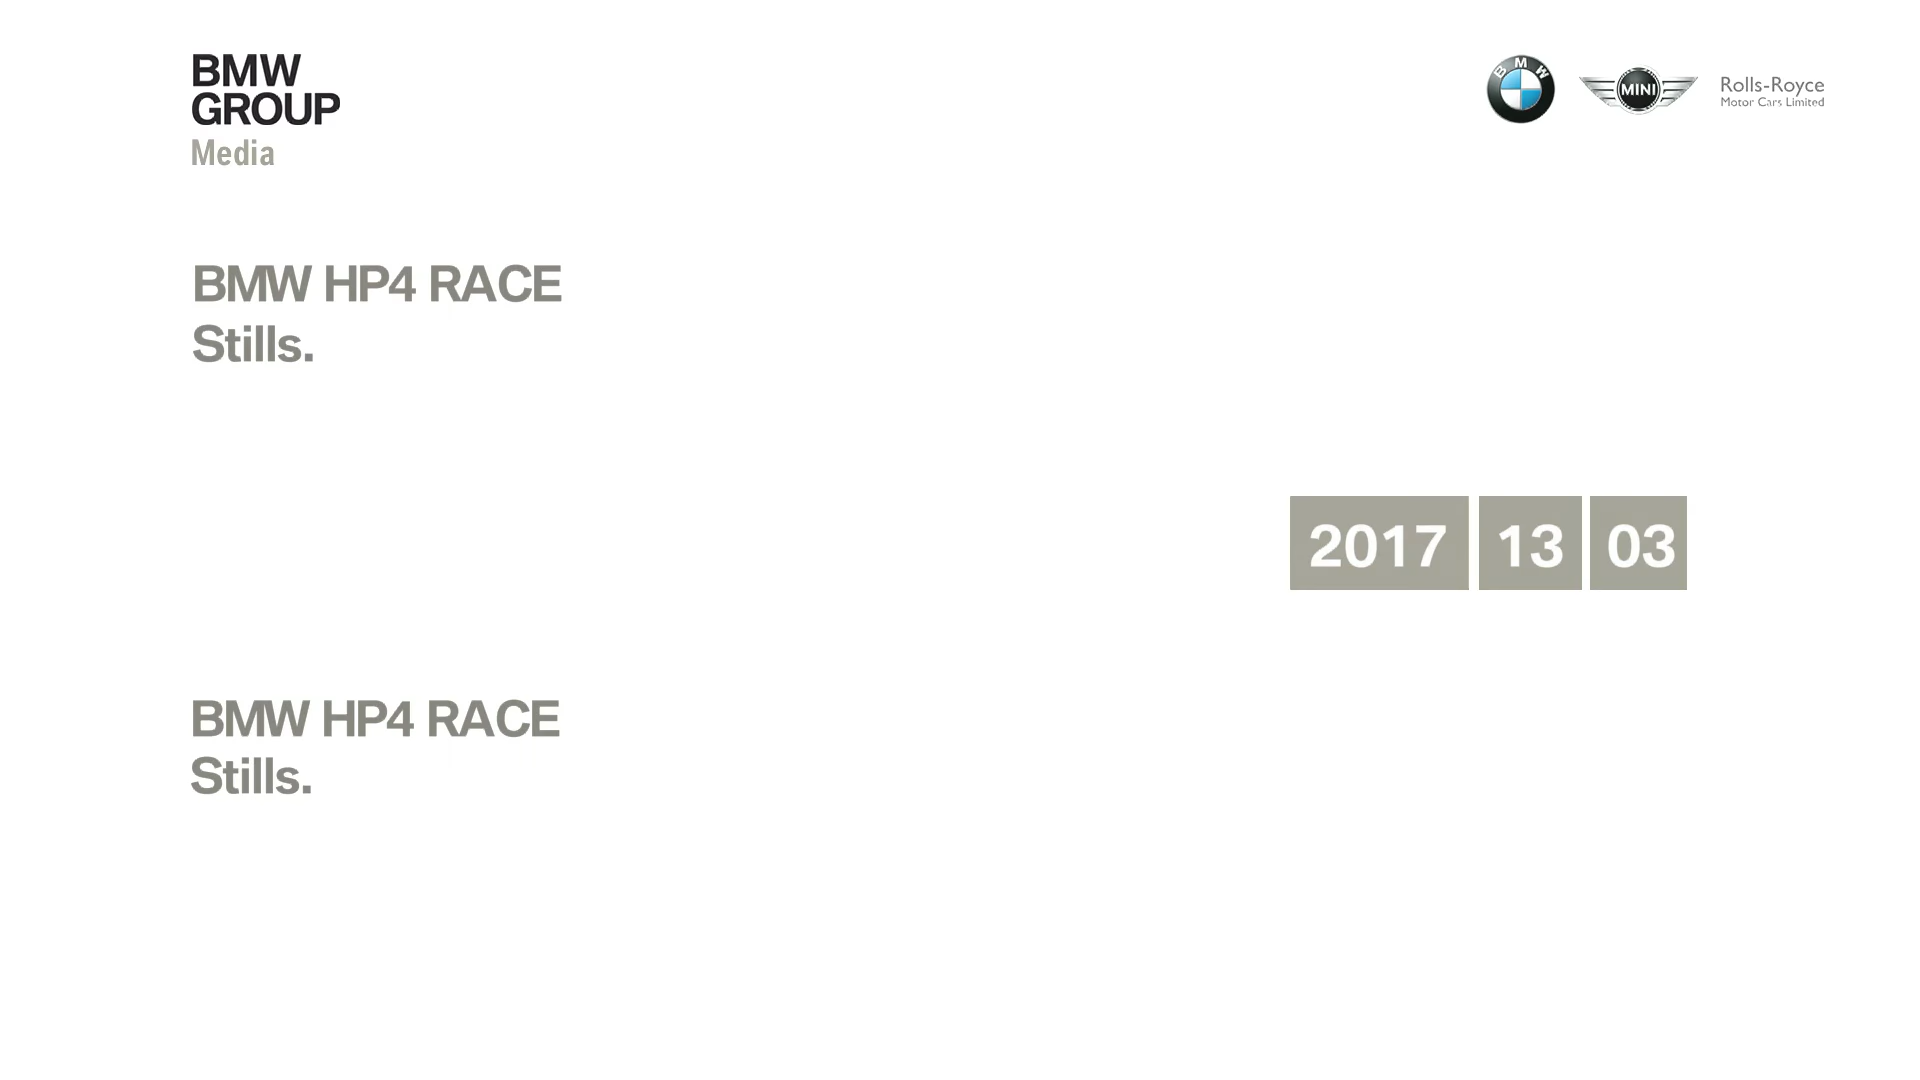 BMW
GROUP
Media
BMW
MINI
Rolls-Royce
Motor Cars Limited
BMW HP4 RACE
Stills.
2017 13 03
BMW HP4 RACE
Stills.